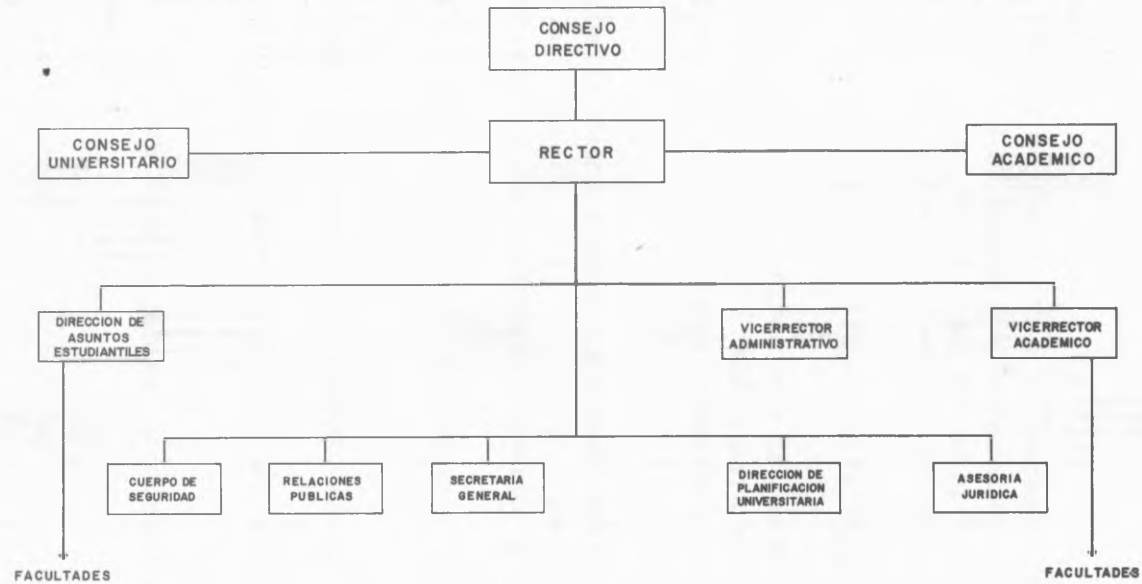 CONSEJO
DIRECTIVO
CONSEJO
UNIVERSITARIO
RECTOR
CONSEJO
ACADEMICO
DIRECCION DE
ASUNTOS
ESTUDIANTILES
VICERRECTOR
ADMINISTRATIVO
VICERRECTOR
ACADEMICO
CUERPO DE
SEGURIDAD
RELACIONES
PUBLICAS
SECRETARIA
GENERAL
DIRECCION DE
PLANIFICACION
UNIVERSITARIA
ASESORIA
JURIDICA
FACULTADES
FACULTADES